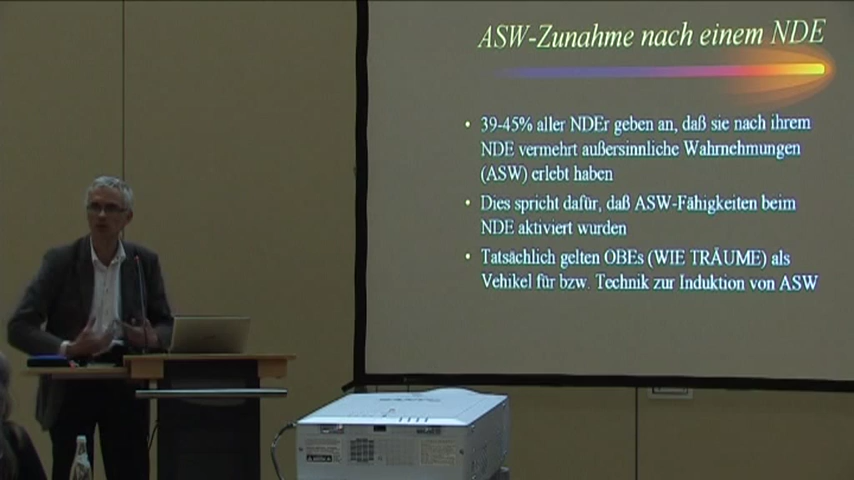 ASW-Zunahme nach einem NDE
• 39-45% aller NDEr geben an, daß sie nach ihrem
NDE vermehrt außersinnliche Wahrnehmungen
(ASW) erlebt haben
• Dies spricht dafür, daß ASW-Fähigkeiten beim
NDE aktiviert wurden
• Tatsächlich gelten OBEs (WIE TRÄUME) als
Vehikel für bzw. Technik zur Induktion von ASW